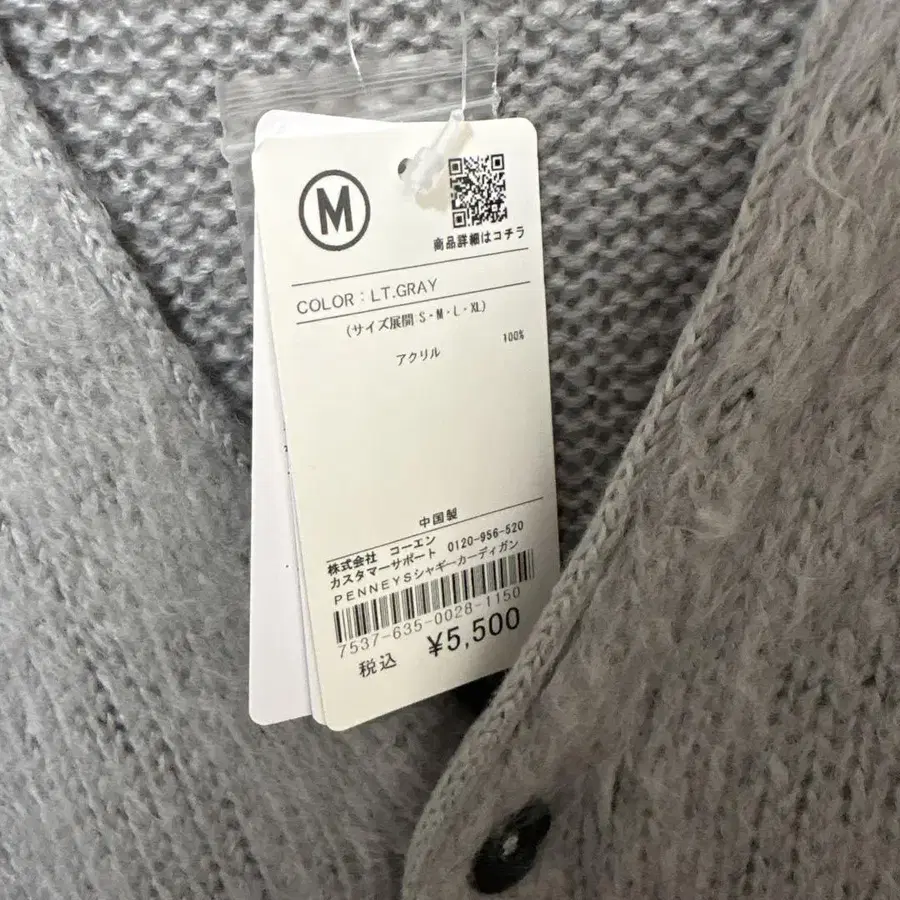 M
商品詳細はコチラ
COLOR：LT.GRAY
(サイズ展開 S・M・L・XL)
アクリル 100%
中国製
株式会社 コーエン
カスタマーサポート 0120-956-520
PENNEYSシャギーカーディガン
7537-635-0028-1150
税込 ¥5,500